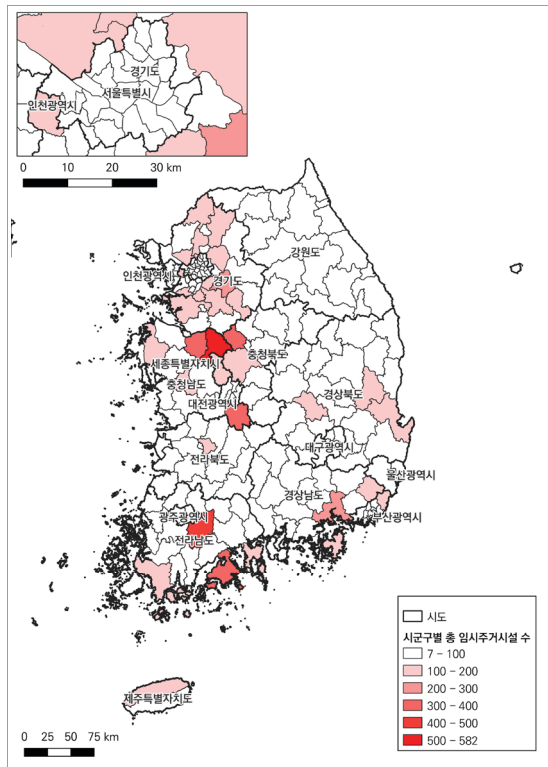 경기도
서울특별시
인천광역시
0 10 20 30 km
강원도
인천광역시
경기도
충청북도
세종특별자치시
충청남도
경상북도
대전광역시
대구광역시
전라북도
울산광역시
경상남도
광주광역시
부산광역시
전라남도
시도
시군구별 총 임시주거시설 수
7 - 100
100 - 200
200 - 300
300 - 400
400 - 500
500 - 582
제주특별자치도
0 25 50 75 km